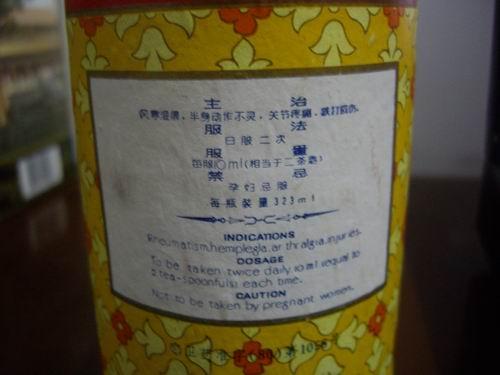 主 治
风寒湿痹，半身动作不灵，关节疼痛，跌打损伤。
服 法
日服二次
服 量
每服10ml(相当于二茶匙)
禁 忌
孕妇忌服
每瓶装量323ml
INDICATIONS
Rheumatism,hemplegla,arthralgia,injuries.
DOSAGE
To be taken twice daily 10ml (equal to
2 tea-spoonfuls) each time.
CAUTION
Not to be taken by pregnant women.